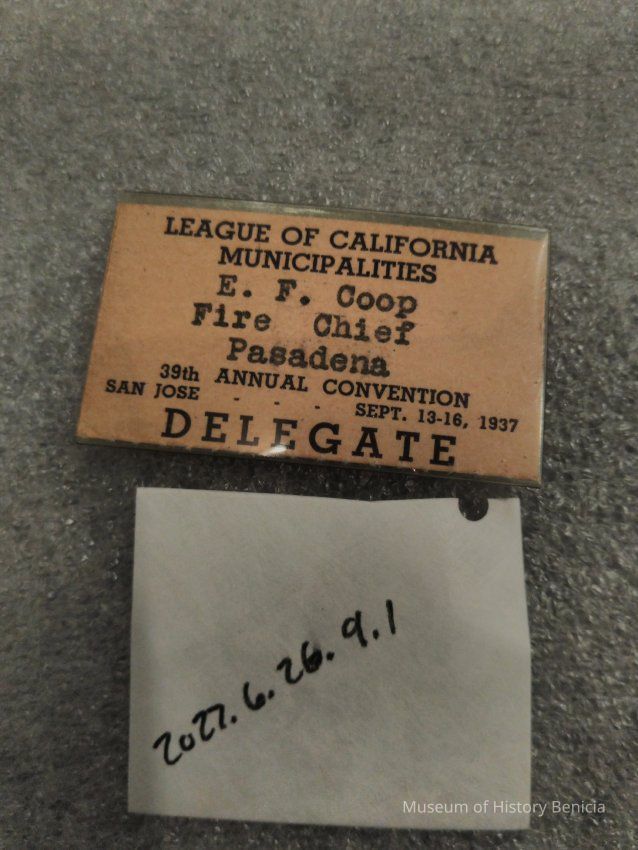 LEAGUE OF CALIFORNIA
MUNICIPALITIES
E. F. Coop
Fire Chief
Pasadena
39th ANNUAL CONVENTION
SAN JOSE - - - SEPT. 13-16, 1937
DELEGATE
2027.6.26.9.1
Museum of History Benicia